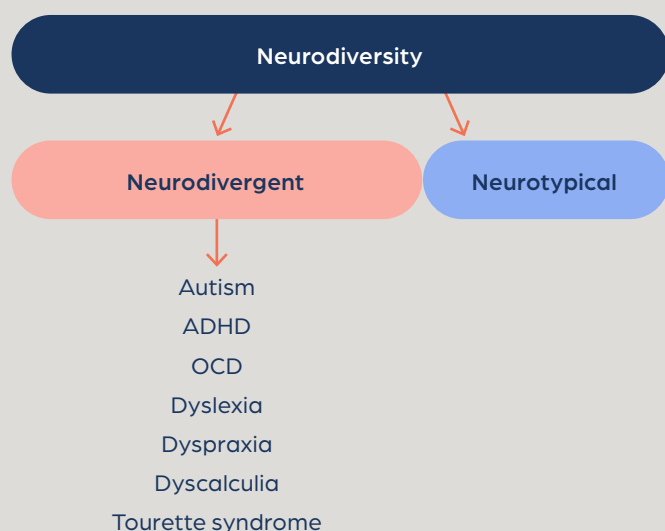 Neurodiversity
Neurodivergent
Neurotypical
Autism
ADHD
OCD
Dyslexia
Dyspraxia
Dyscalculia
Tourette syndrome